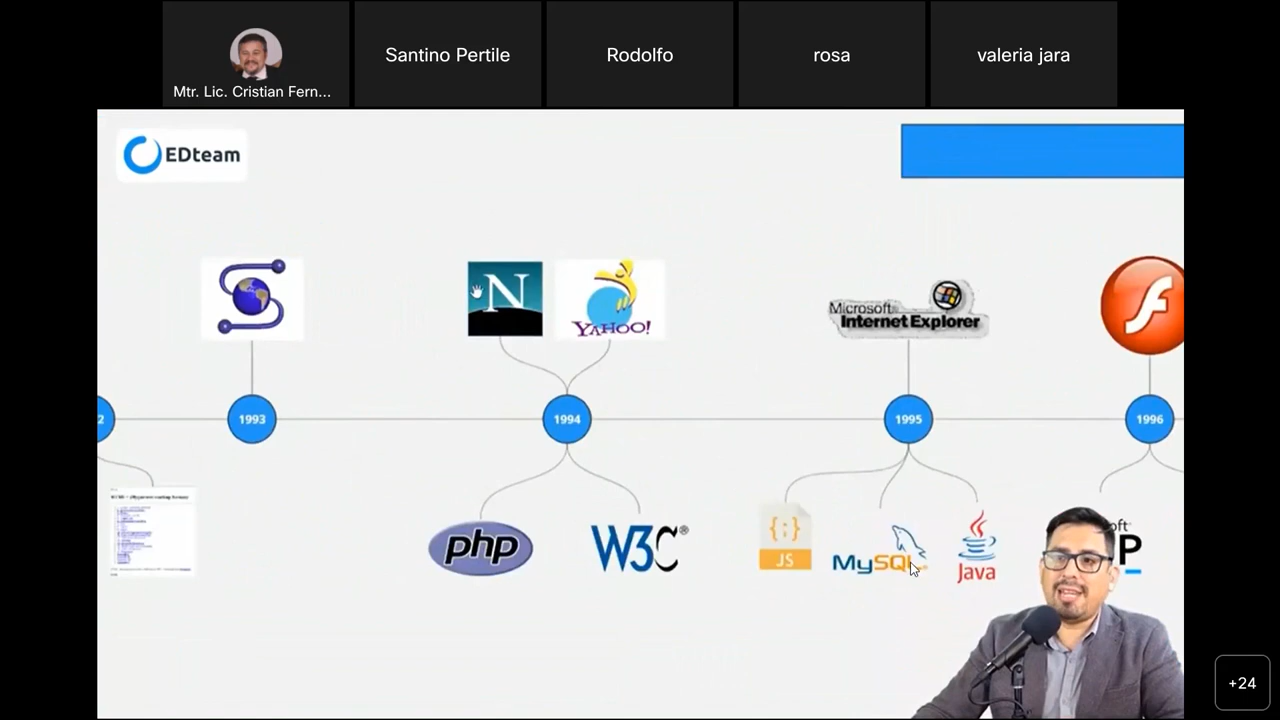 Mtr. Lic. Cristian Fern...
Santino Pertile
Rodolfo
rosa
valeria jara
EDteam
N
YAHOO!
Microsoft
Internet Explorer
2
1993
1994
1995
1996
php
W3C®
{;}
JS
MySQL
Java
P
+24